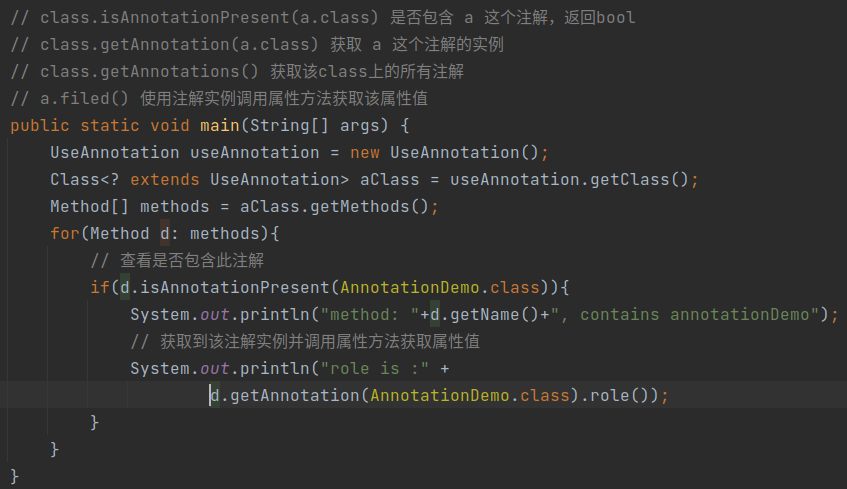 // class.isAnnotationPresent(a.class) 是否包含 a 这个注解，返回bool
// class.getAnnotation(a.class) 获取 a 这个注解的实例
// class.getAnnotations() 获取该class上的所有注解
// a.filed() 使用注解实例调用属性方法获取该属性值
public static void main(String[] args) {
    UseAnnotation useAnnotation = new UseAnnotation();
    Class<? extends UseAnnotation> aClass = useAnnotation.getClass();
    Method[] methods = aClass.getMethods();
    for(Method d: methods){
        // 查看是否包含此注解
        if(d.isAnnotationPresent(AnnotationDemo.class)){
            System.out.println("method: "+d.getName()+", contains annotationDemo");
            // 获取到该注解实例并调用属性方法获取属性值
            System.out.println("role is :" +
                    d.getAnnotation(AnnotationDemo.class).role());
        }
    }
}